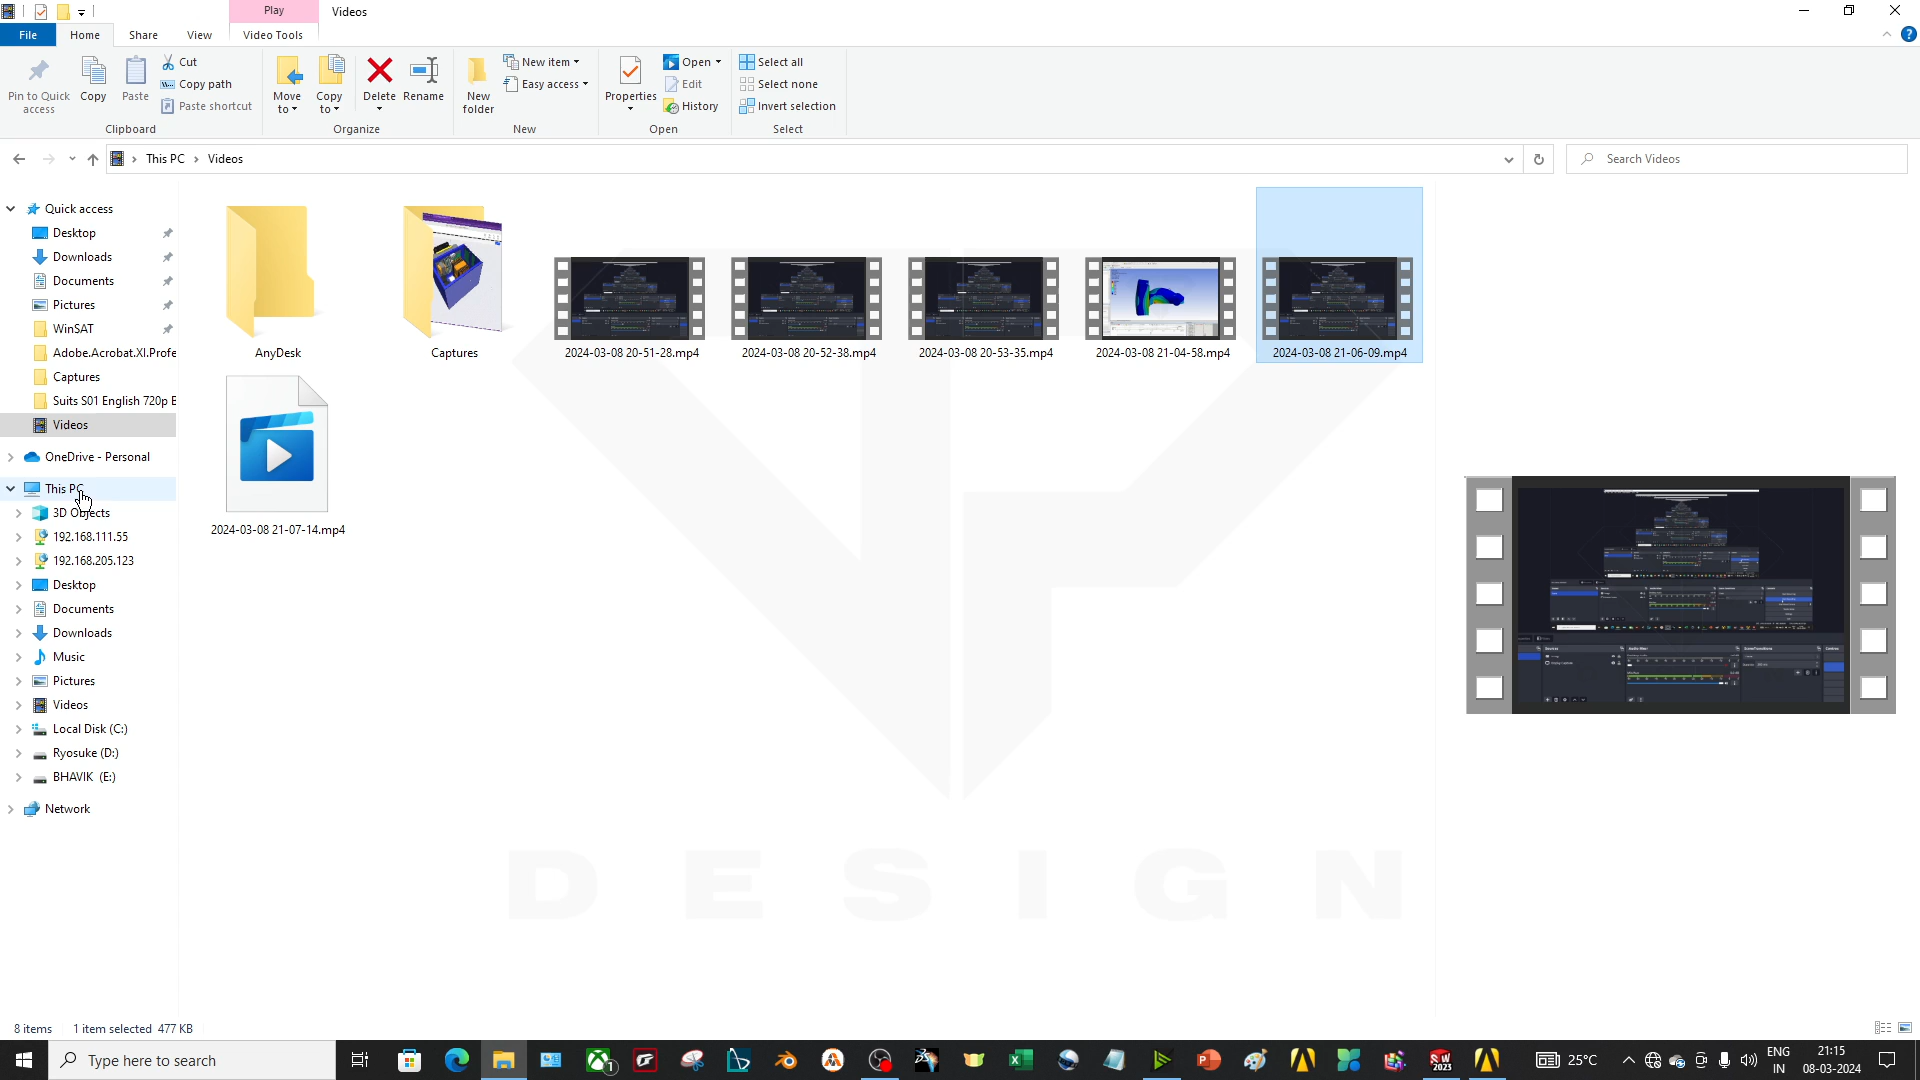 Play
Videos
File
Home
Share
View
Video Tools
Pin to Quick access
Copy
Paste
Cut
Copy path
Paste shortcut
Clipboard
Move to
Copy to
Delete
Rename
Organize
New folder
New item
Easy access
New
Properties
Open
Edit
History
Open
Select all
Select none
Invert selection
Select
This PC
Videos
Search Videos
Quick access
Desktop
Downloads
Documents
Pictures
WinSAT
Adobe.Acrobat.XI.Profe
Captures
Suits S01 English 720p E
Videos
OneDrive - Personal
This PC
3D Objects
192.168.111.55
192.168.205.123
Desktop
Documents
Downloads
Music
Pictures
Videos
Local Disk (C:)
Ryosuke (D:)
BHAVIK (E:)
Network
AnyDesk
Captures
2024-03-08 20-51-28.mp4
2024-03-08 20-52-38.mp4
2024-03-08 20-53-35.mp4
2024-03-08 21-04-58.mp4
2024-03-08 21-06-09.mp4
2024-03-08 21-07-14.mp4
DESIGN
8 items
1 item selected 477 KB
Type here to search
25°C
ENG
IN
21:15
08-03-2024